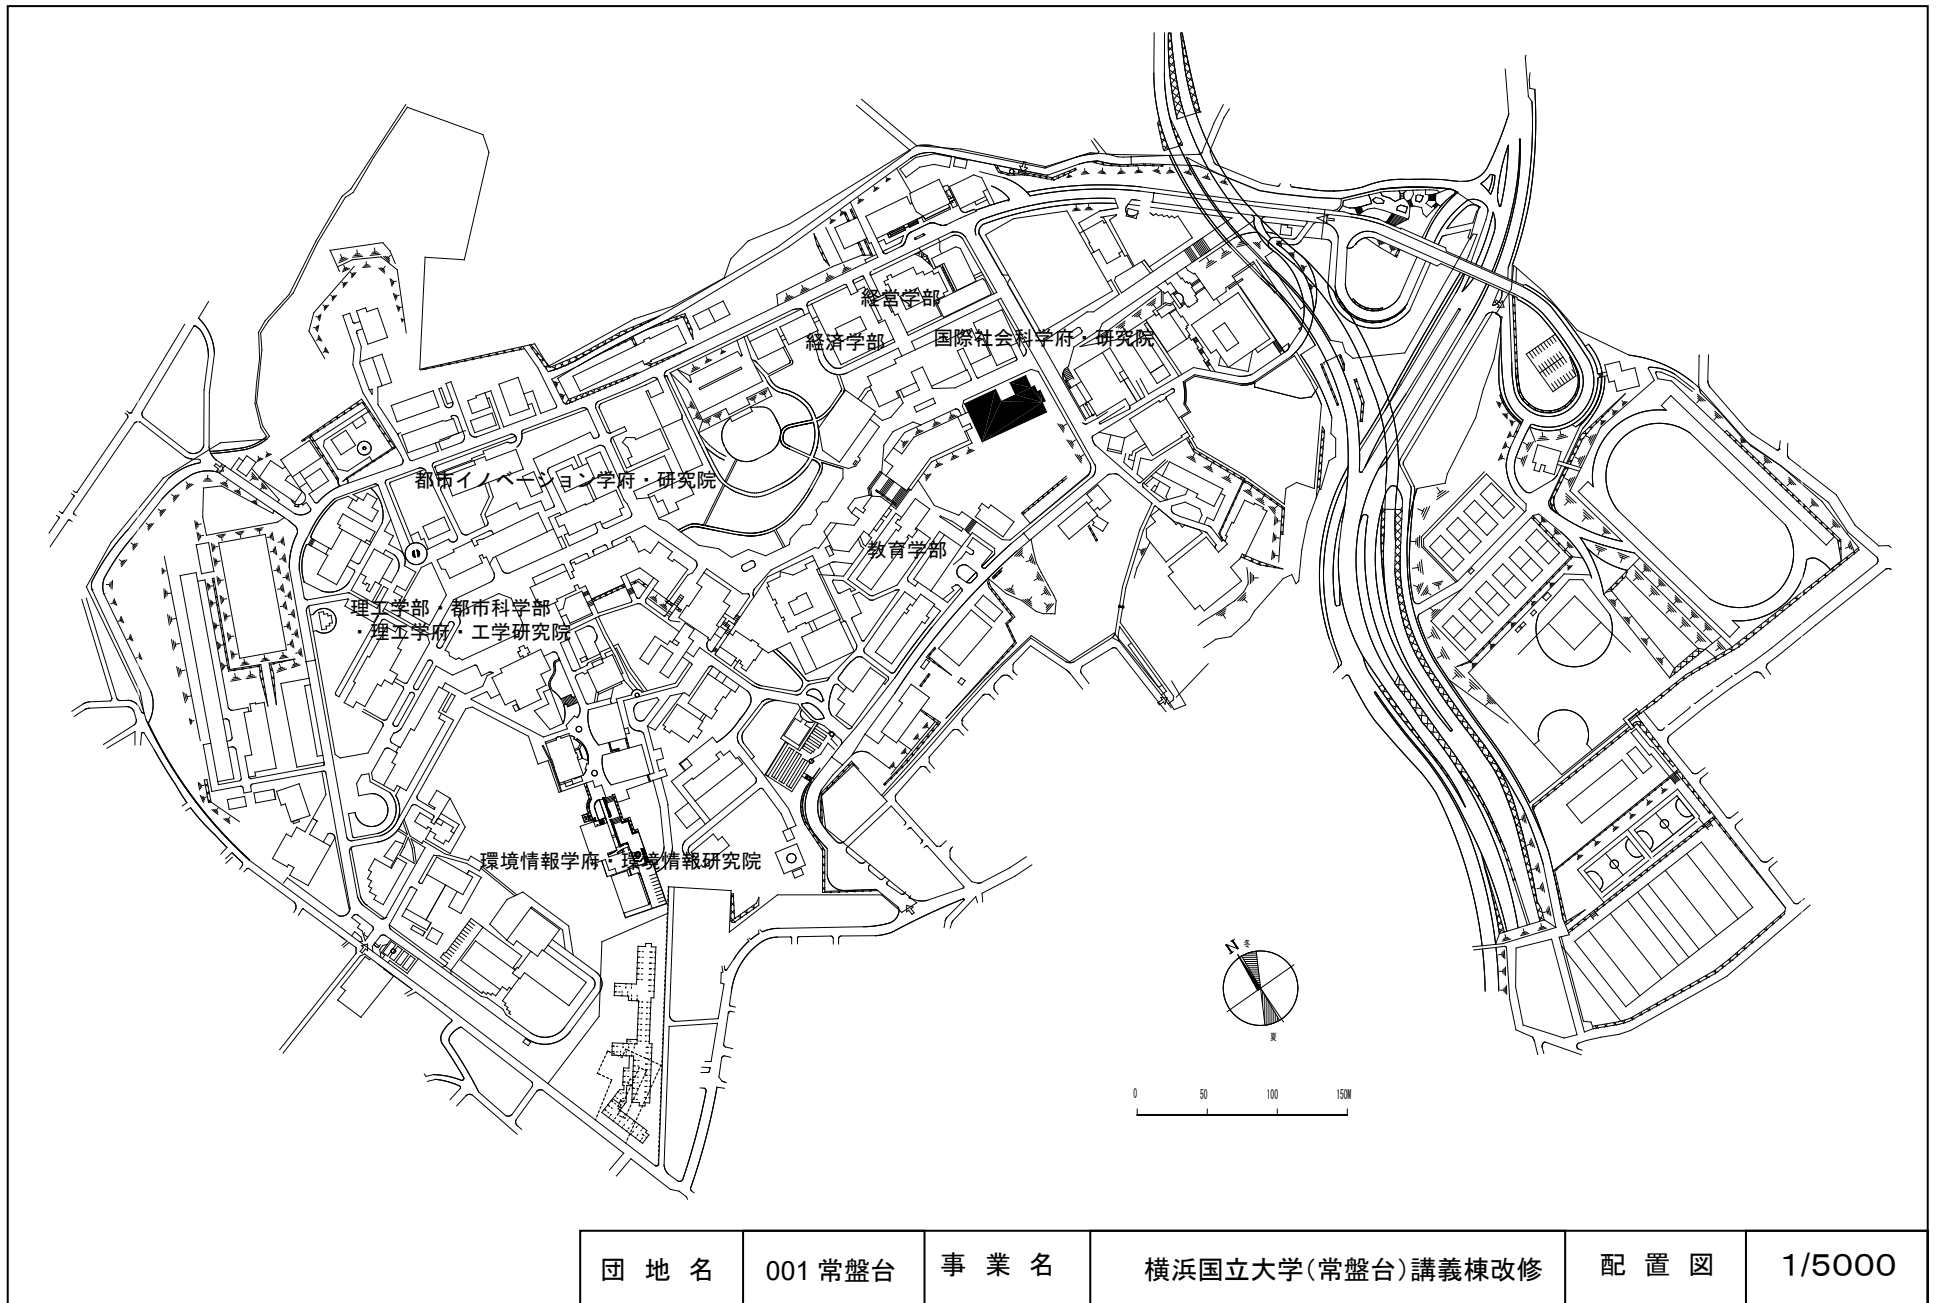 経営学部
経済学部
国際社会科学府・研究院
都市イノベーション学府・研究院
教育学部
理工学部・都市科学部
・理工学府・工学研究院
環境情報学府・環境情報研究院
N 冬
夏
0 50 100 150M
団地名 001 常盤台 事業名 横浜国立大学(常盤台)講義棟改修 配置図 1/5000